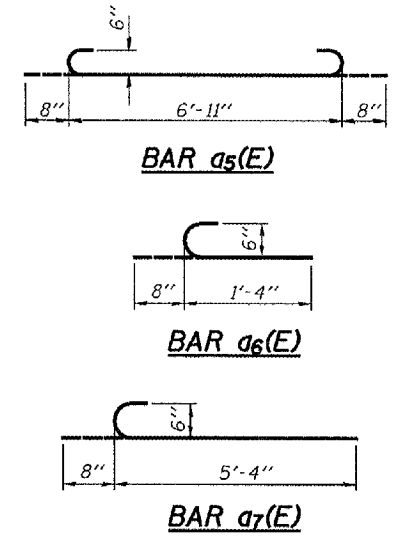 6"
8" 6'-11" 8"
BAR a5(E)
6"
8" 1'-4"
BAR a6(E)
6"
8" 5'-4"
BAR a7(E)